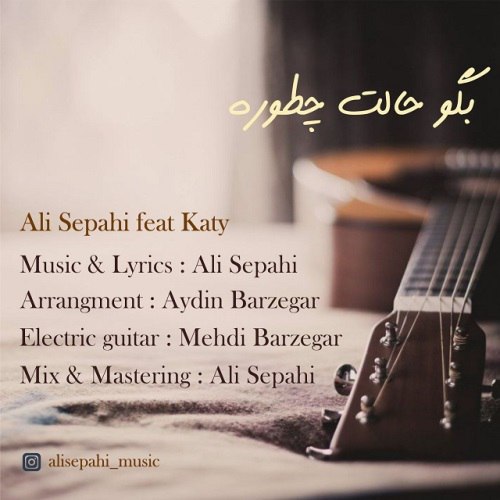 بگو حالت چطوره
Ali Sepahi feat Katy
Music & Lyrics : Ali Sepahi
Arrangment : Aydin Barzegar
Electric guitar : Mehdi Barzegar
Mix & Mastering : Ali Sepahi
alisepahi_music